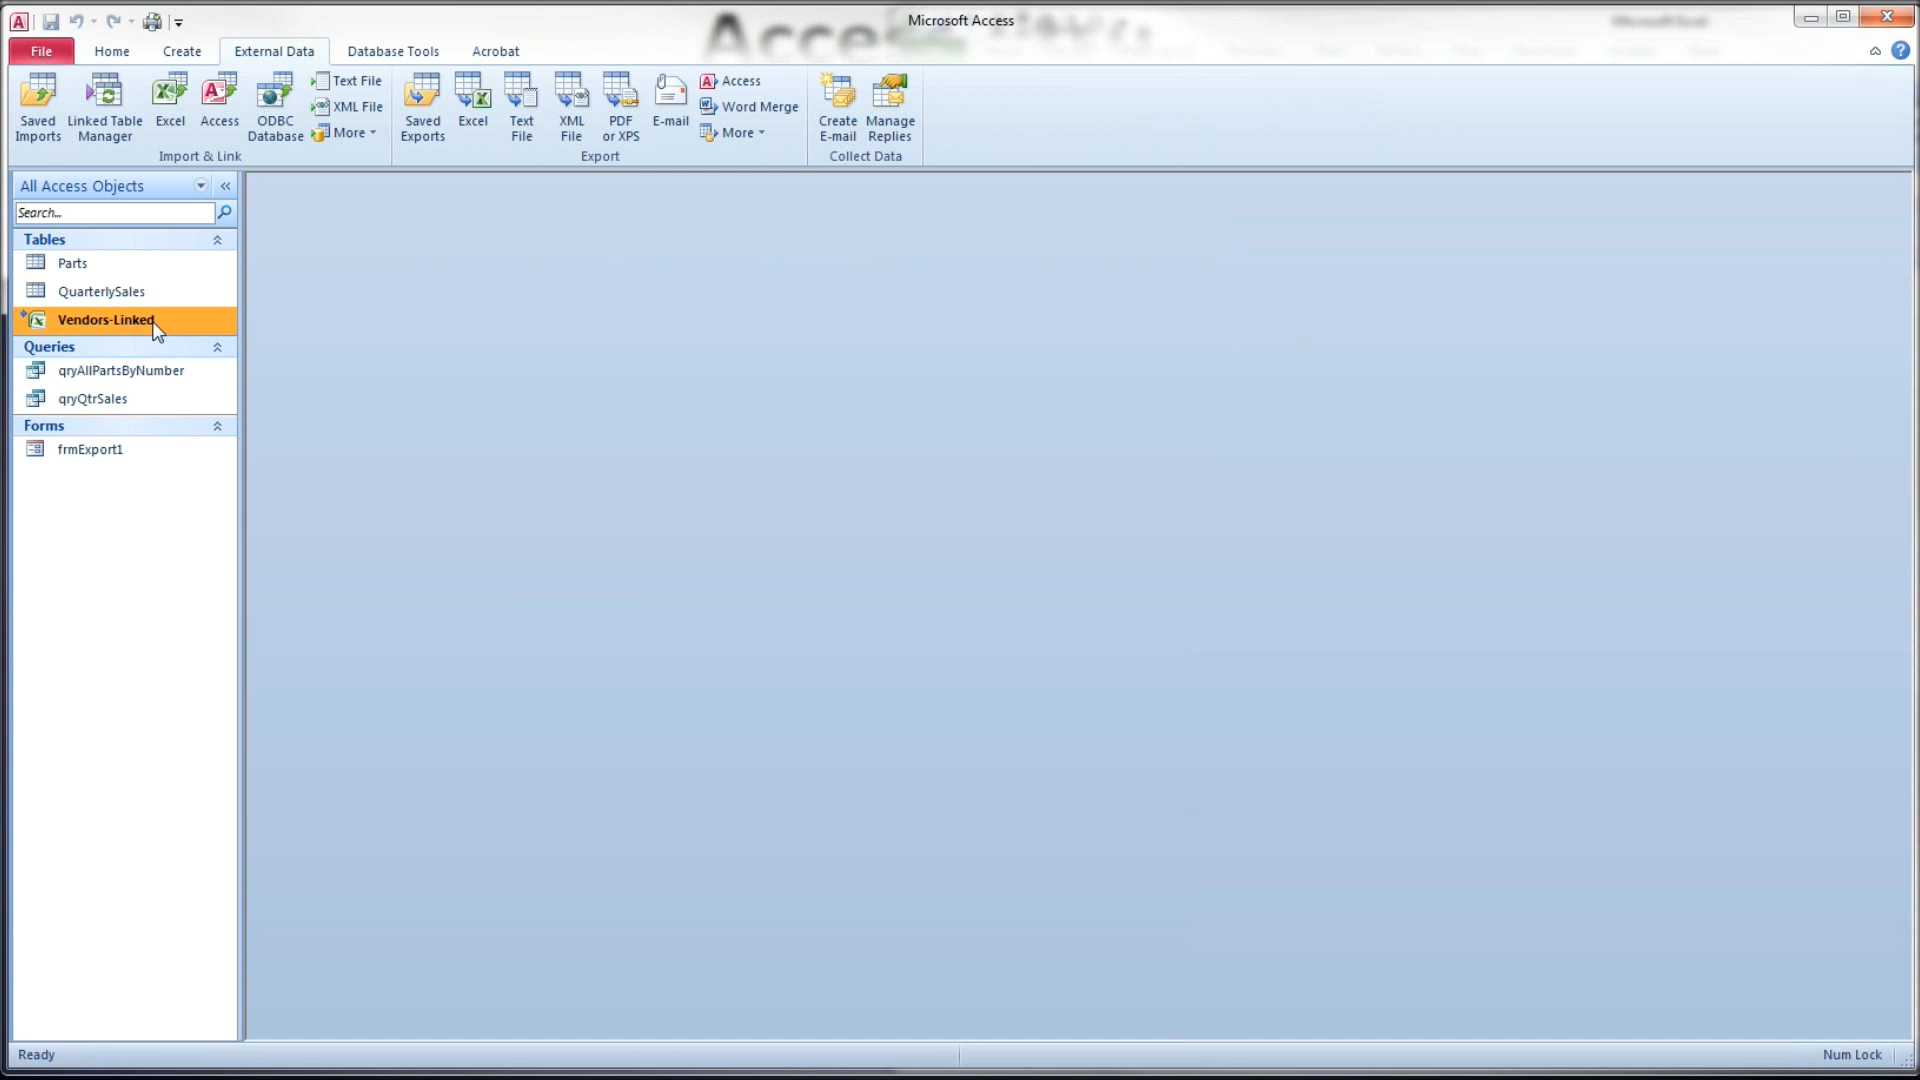 Microsoft Access
File Home Create External Data Database Tools Acrobat
Saved Imports
Linked Table Manager
Excel
Access
ODBC Database
Text File
XML File
More
Import & Link
Saved Exports
Excel
Text File
XML File
PDF or XPS
E-mail
Access
Word Merge
More
Export
Create E-mail
Manage Replies
Collect Data
All Access Objects
Search...
Tables
Parts
QuarterlySales
Vendors-Linked
Queries
qryAllPartsByNumber
qryQtrSales
Forms
frmExport1
Ready
Num Lock